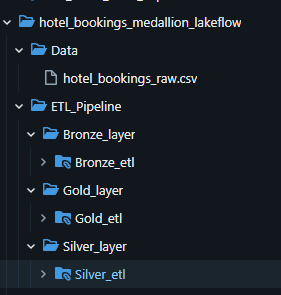 hotel_bookings_medallion_lakeflow
Data
hotel_bookings_raw.csv
ETL_Pipeline
Bronze_layer
Bronze_etl
Gold_layer
Gold_etl
Silver_layer
Silver_etl